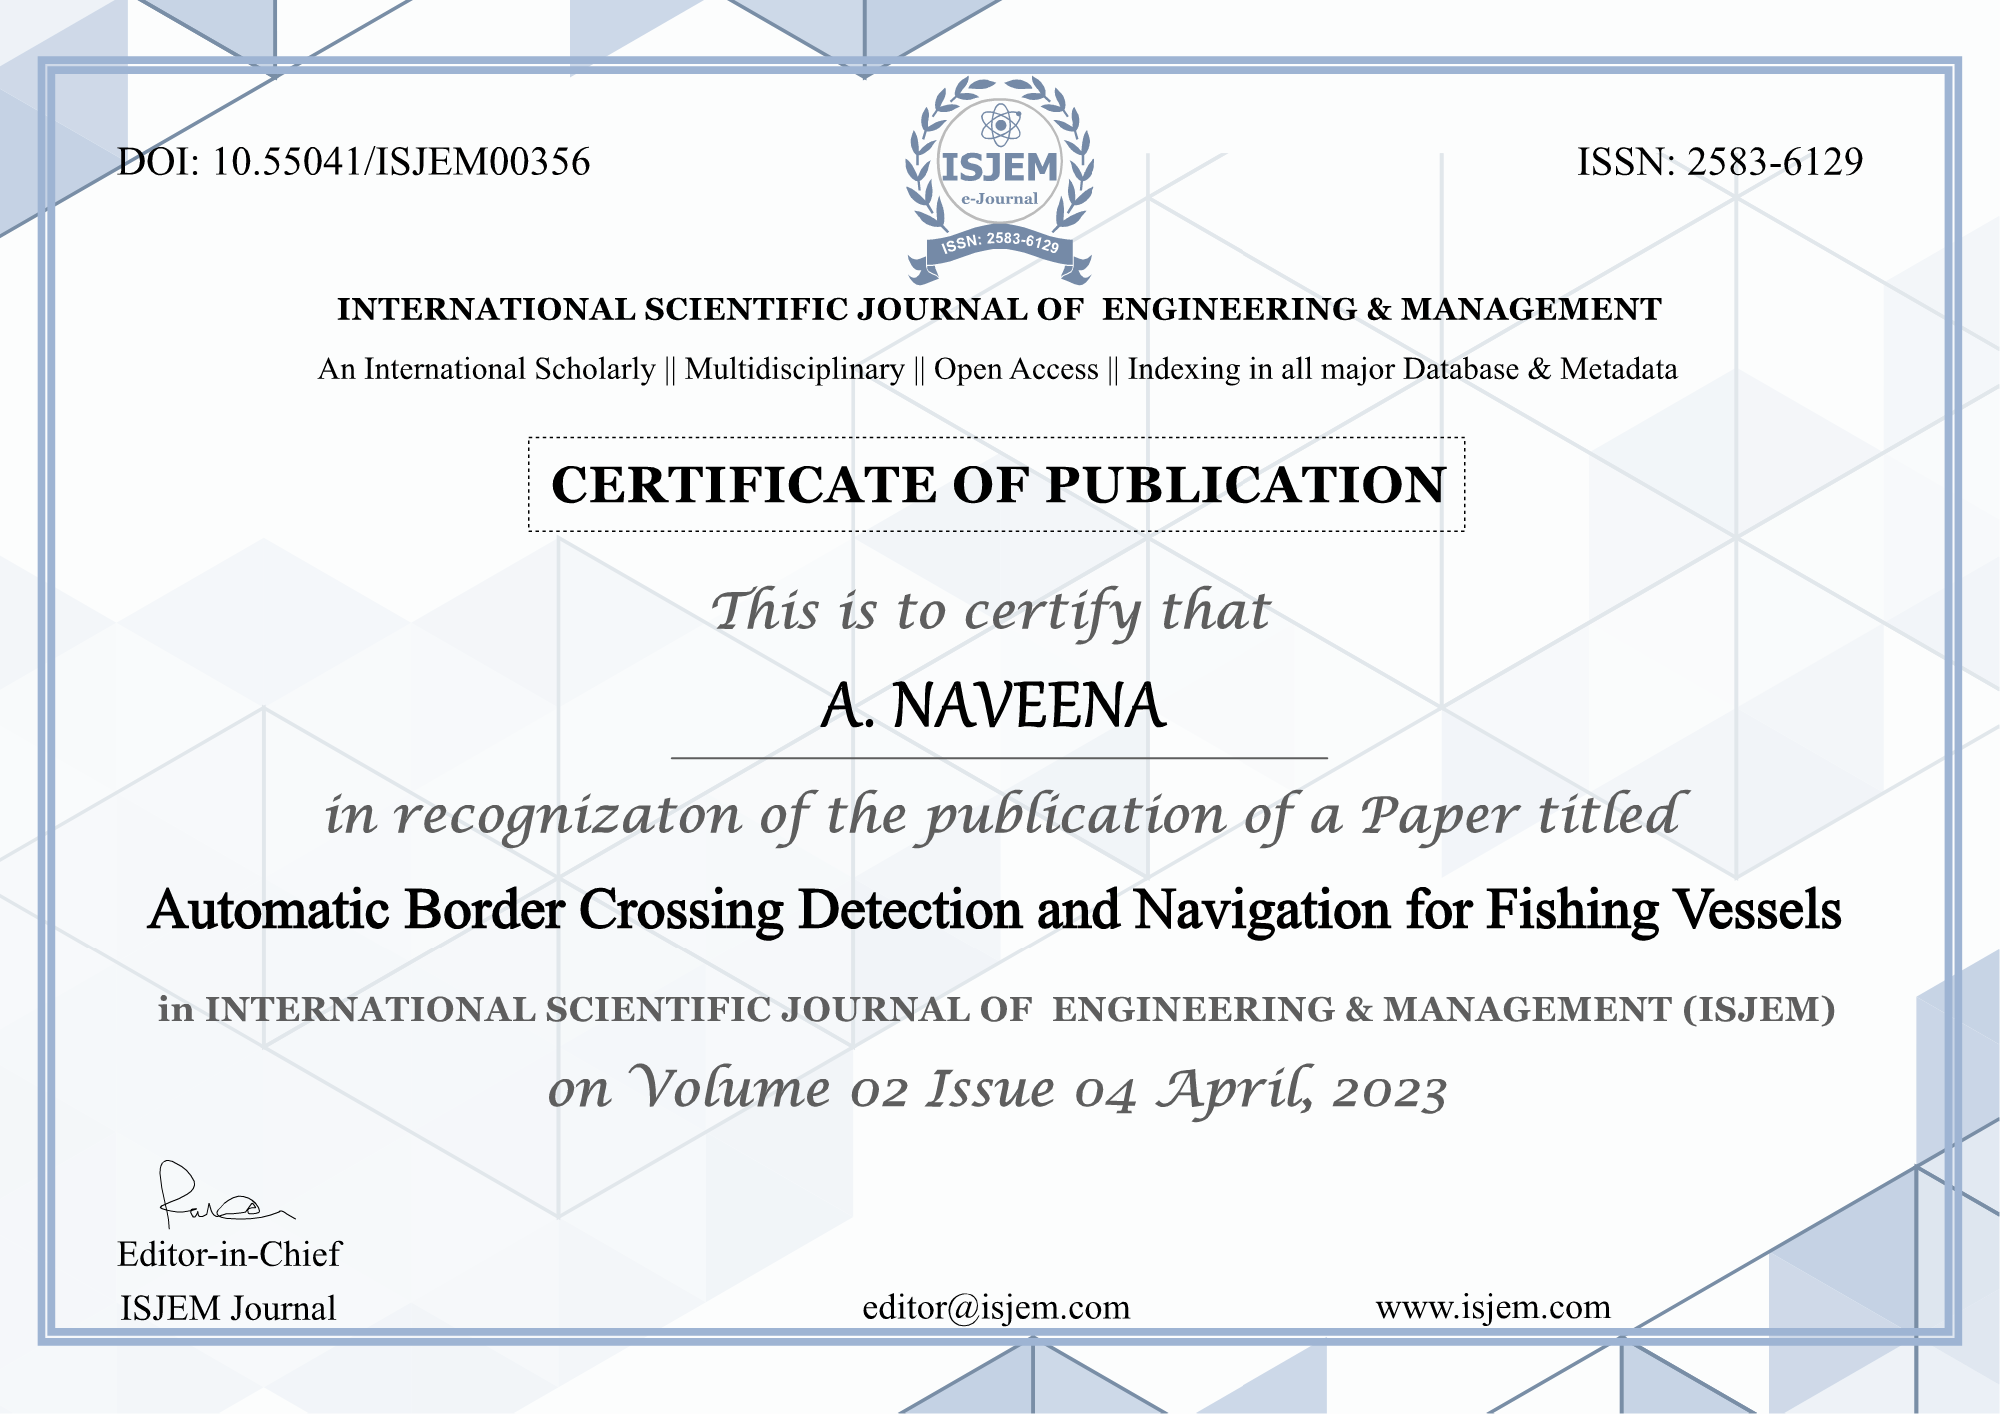 DOI: 10.55041/ISJEM00356
ISSN: 2583-6129
ISJEM
e-Journal
ISSN: 2583-6129
INTERNATIONAL SCIENTIFIC JOURNAL OF ENGINEERING & MANAGEMENT
An International Scholarly || Multidisciplinary || Open Access || Indexing in all major Database & Metadata
CERTIFICATE OF PUBLICATION
This is to certify that
A. NAVEENA
in recognizaton of the publication of a Paper titled
Automatic Border Crossing Detection and Navigation for Fishing Vessels
in INTERNATIONAL SCIENTIFIC JOURNAL OF ENGINEERING & MANAGEMENT (ISJEM)
on Volume 02 Issue 04 April, 2023
Editor-in-Chief
ISJEM Journal
editor@isjem.com
www.isjem.com